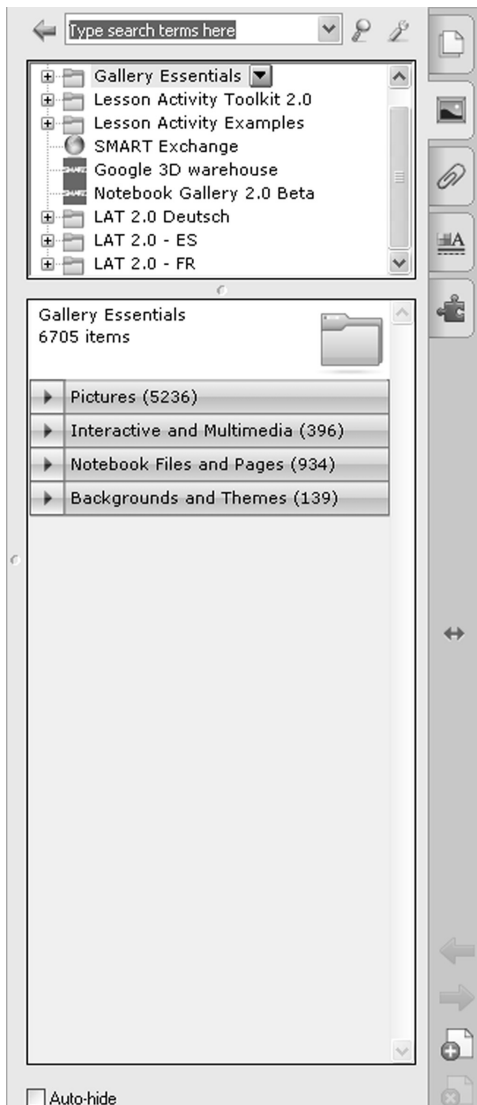 Type search terms here
Gallery Essentials
Lesson Activity Toolkit 2.0
Lesson Activity Examples
SMART Exchange
Google 3D warehouse
Notebook Gallery 2.0 Beta
LAT 2.0 Deutsch
LAT 2.0 - ES
LAT 2.0 - FR
Gallery Essentials
6705 items
Pictures (5236)
Interactive and Multimedia (396)
Notebook Files and Pages (934)
Backgrounds and Themes (139)
Auto-hide
A